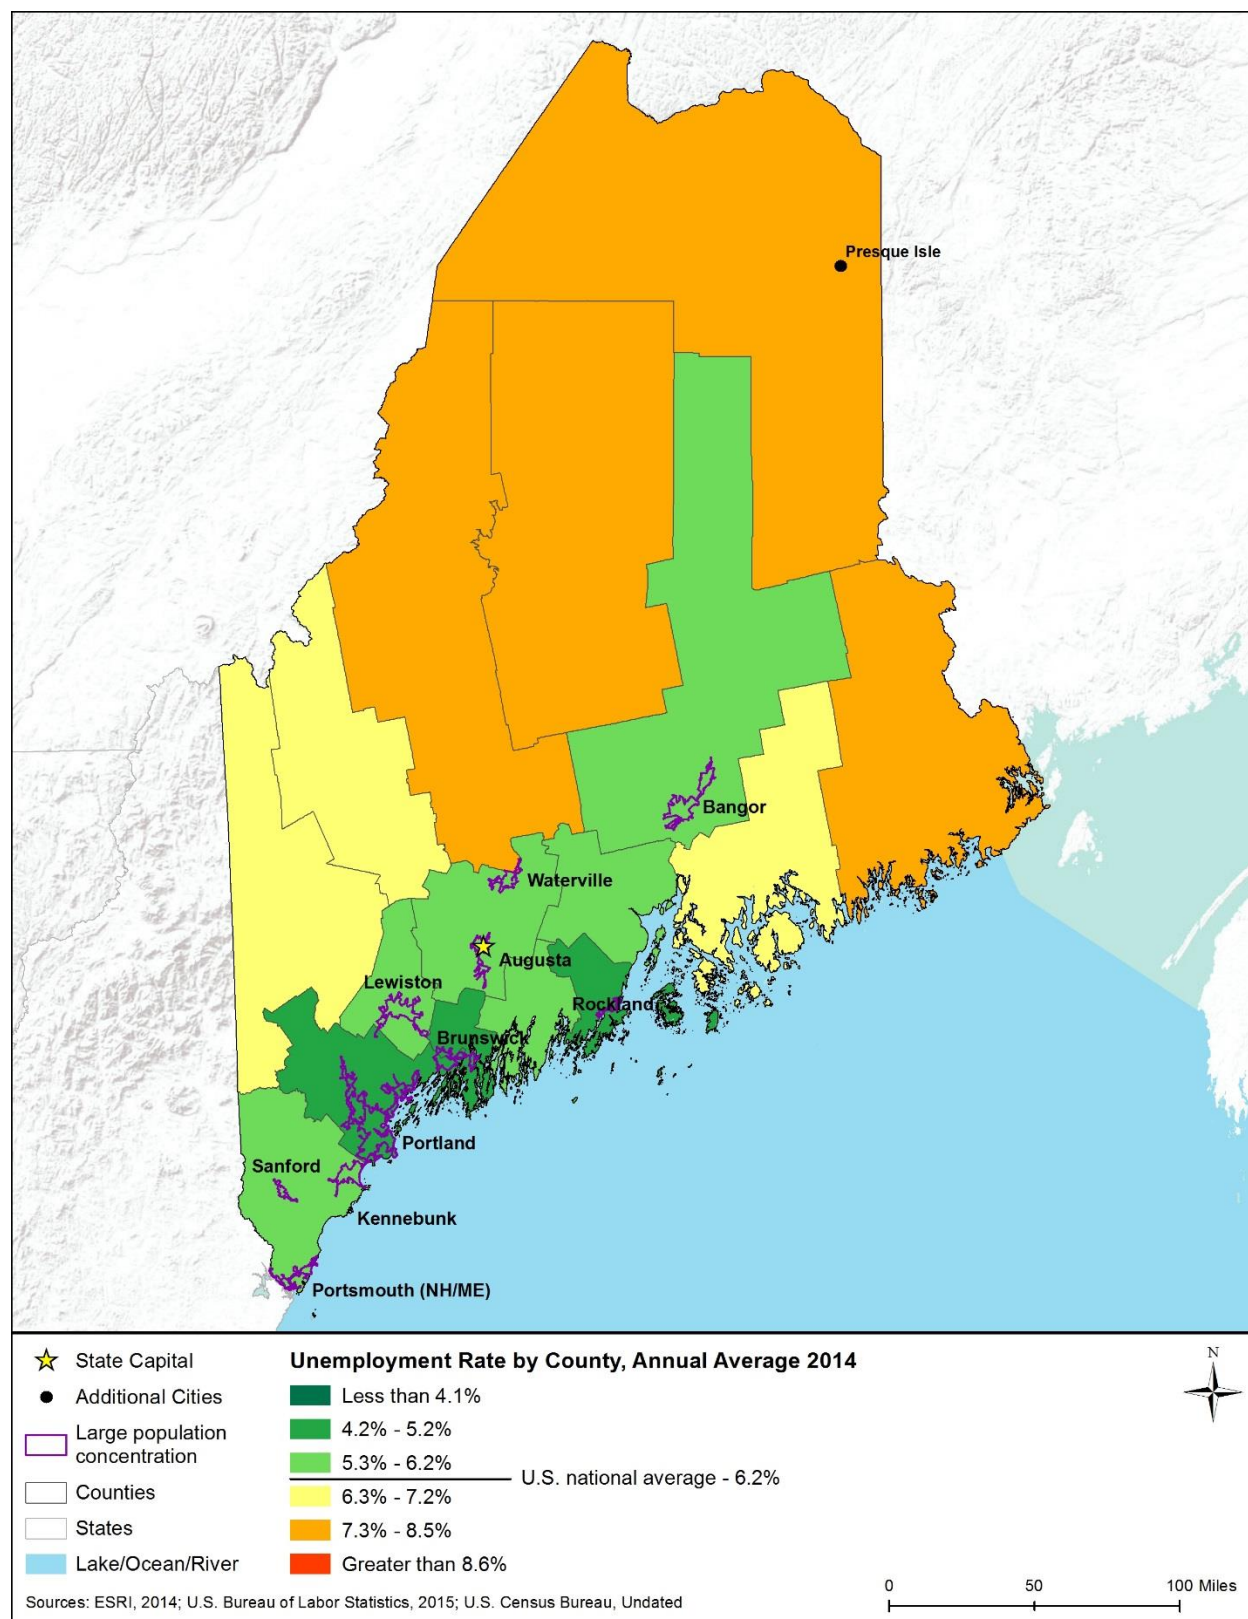 Presque Isle
Bangor
Waterville
Augusta
Lewiston
Rockland
Brunswick
Portland
Sanford
Kennebunk
Portsmouth (NH/ME)
State Capital
Additional Cities
Large population
concentration
Counties
States
Lake/Ocean/River
Unemployment Rate by County, Annual Average 2014
Less than 4.1%
4.2% - 5.2%
5.3% - 6.2%
U.S. national average - 6.2%
6.3% - 7.2%
7.3% - 8.5%
Greater than 8.6%
N
0 50 100 Miles
Sources: ESRI, 2014; U.S. Bureau of Labor Statistics, 2015; U.S. Census Bureau, Undated